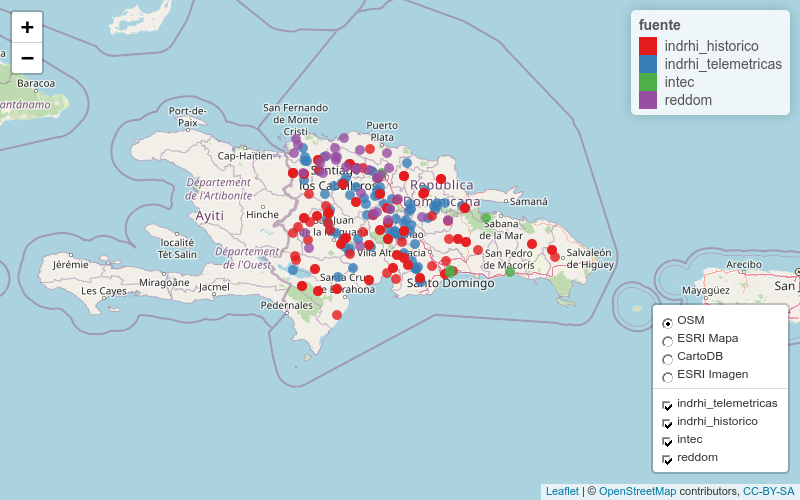 +
−
Baracoa
antánamo
Port-de-
Paix
Cap-Haïtien
San Fernando
de Monte
Cristi
Puerto
Plata
Santiago
los Caballeros
República
Dominicana
Samaná
Sabana
de la Mar
Département
de l'Artibonite
Ayiti
Hinche
San Juan
de la Maguana
Villa Altagracia
San Pedro
de Macorís
Salvaleón
de Higüey
localité
Tèt Salin
Département
de l'Ouest
Jérémie
Miragoâne
Les Cayes
Jacmel
Santa Cruz
de Barahona
Santo Domingo
Pedernales
Arecibo
Mayagüez
San J
fuente
indrhi_historico
indrhi_telemetricas
intec
reddom
OSM
ESRI Mapa
CartoDB
ESRI Imagen
indrhi_telemetricas
indrhi_historico
intec
reddom
Leaflet | © OpenStreetMap contributors, CC-BY-SA